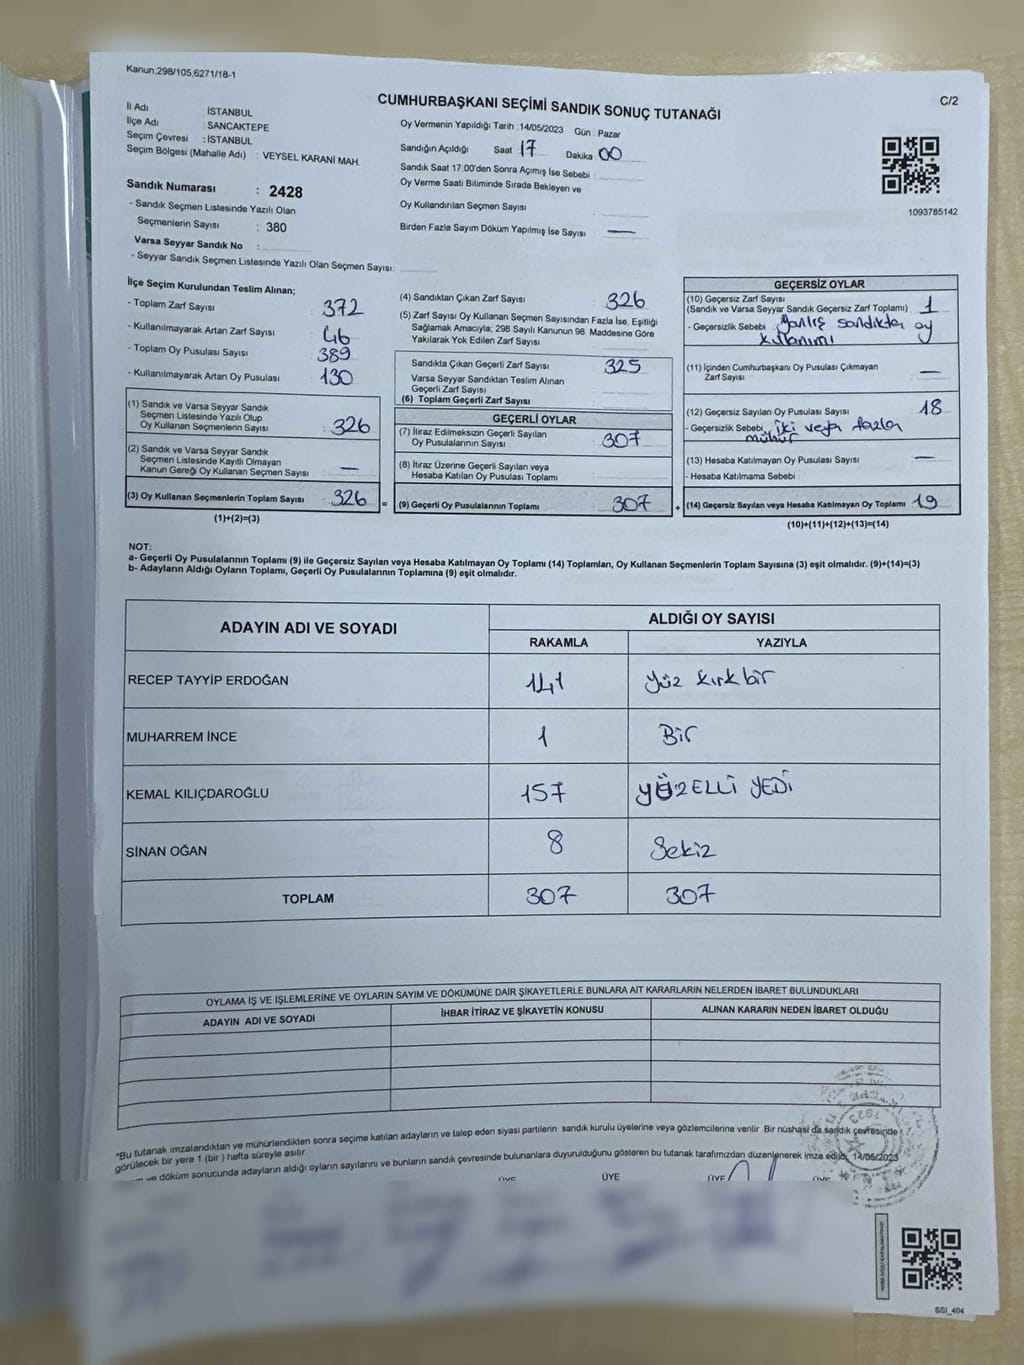 Kanun;298/105;6271/18-1
C/2
CUMHURBAŞKANI SEÇİMİ SANDIK SONUÇ TUTANAĞI
İl Adı : İSTANBUL
İlçe Adı : SANCAKTEPE
Seçim Çevresi : İSTANBUL
Seçim Bölgesi (Mahalle Adı) : VEYSEL KARANİ MAH.
Sandık Numarası : 2428
- Sandık Seçmen Listesinde Yazılı Olan
Seçmenlerin Sayısı : 380
Varsa Seyyar Sandık No :
- Seyyar Sandık Seçmen Listesinde Yazılı Olan Seçmen Sayısı:
Oy Vermenin Yapıldığı Tarih :14/05/2023 Gün : Pazar
Sandığın Açıldığı Saat 17 Dakika 00
Sandık Saat 17:00'den Sonra Açımış İse Sebebi :
Oy Verme Saati Bitiminde Sırada Bekleyen ve
Oy Kullandırılan Seçmen Sayısı :
Birden Fazla Sayım Döküm Yapılmış İse Sayısı : —
1093785142
İlçe Seçim Kurulundan Teslim Alınan;
- Toplam Zarf Sayısı : 372
- Kullanılmayarak Artan Zarf Sayısı : 46
- Toplam Oy Pusulası Sayısı : 389
- Kullanılmayarak Artan Oy Pusulası : 130
(1) Sandık ve Varsa Seyyar Sandık
Seçmen Listesinde Yazılı Olup
Oy Kullanan Seçmenlerin Sayısı : 326
(2) Sandık ve Varsa Seyyar Sandık
Seçmen Listesinde Kayıtlı Olmayan
Kanun Gereği Oy Kullanan Seçmen Sayısı : —
(3) Oy Kullanan Seçmenlerin Toplam Sayısı : 326 =
(1)+(2)=(3)
(4) Sandıktan Çıkan Zarf Sayısı : 326
(5) Zarf Sayısı Oy Kullanan Seçmen Sayısından Fazla İse, Eşitliği
Sağlamak Amacıyla; 298 Sayılı Kanunun 98. Maddesine Göre
Yakılarak Yok Edilen Zarf Sayısı :
Sandıkta Çıkan Geçerli Zarf Sayısı : 325
Varsa Seyyar Sandıktan Teslim Alınan
Geçerli Zarf Sayısı :
(6) Toplam Geçerli Zarf Sayısı :
GEÇERLİ OYLAR
(7) İtiraz Edilmeksizin Geçerli Sayılan
Oy Pusulalarının Sayısı : 307
(8) İtiraz Üzerine Geçerli Sayılan veya
Hesaba Katılan Oy Pusulası Toplamı :
(9) Geçerli Oy Pusulalarının Toplamı : 307 +
GEÇERSİZ OYLAR
(10) Geçersiz Zarf Sayısı
(Sandık ve Varsa Seyyar Sandık Geçersiz Zarf Toplamı) : 1
- Geçersizlik Sebebi : Yanlış sandıkta oy
kullanımı
(11) İçinden Cumhurbaşkanı Oy Pusulası Çıkmayan
Zarf Sayısı : —
(12) Geçersiz Sayılan Oy Pusulası Sayısı : 18
- Geçersizlik Sebebi : iki veya fazla
mühür
(13) Hesaba Katılmayan Oy Pusulası Sayısı : —
- Hesaba Katılmama Sebebi
(14) Geçersiz Sayılan veya Hesaba Katılmayan Oy Toplamı : 19
(10)+(11)+(12)+(13)=(14)
NOT:
a- Geçerli Oy Pusulalarının Toplamı (9) ile Geçersiz Sayılan veya Hesaba Katılmayan Oy Toplamı (14) Toplamları, Oy Kullanan Seçmenlerin Toplam Sayısına (3) eşit olmalıdır. (9)+(14)=(3)
b- Adayların Aldığı Oyların Toplamı, Geçerli Oy Pusulalarının Toplamına (9) eşit olmalıdır.
ADAYIN ADI VE SOYADI ALDIĞI OY SAYISI
RAKAMLA YAZIYLA
RECEP TAYYİP ERDOĞAN 141 Yüz kırk bir
MUHARREM İNCE 1 Bir
KEMAL KILIÇDAROĞLU 157 YÜZELLİ YEDİ
SİNAN OĞAN 8 Sekiz
TOPLAM 307 307
OYLAMA İŞ VE İŞLEMLERİNE VE OYLARIN SAYIM VE DÖKÜMÜNE DAİR ŞİKAYETLERLE BUNLARA AİT KARARLARIN NELERDEN İBARET BULUNDUKLARI
ADAYIN ADI VE SOYADI İHBAR İTİRAZ VE ŞİKAYETİN KONUSU ALINAN KARARIN NEDEN İBARET OLDUĞU
*Bu tutanak imzalandıktan ve mühürlendikten sonra seçime katılan adayların ve talep eden siyasi partilerin sandık kurulu üyelerine veya gözlemcilerine verilir. Bir nüshası da sandık çevresinde
görülecek bir yere 1 (bir ) hafta süreyle asılır.
ve döküm sonucunda adayların aldığı oyların sayılarını ve bunların sandık çevresinde bulunanlara duyurulduğunu gösteren bu tutanak tarafımızdan düzenlenerek imza edildi. 14/05/2023
ÜYE ÜYE ÜYE ÜYE
SSI_404